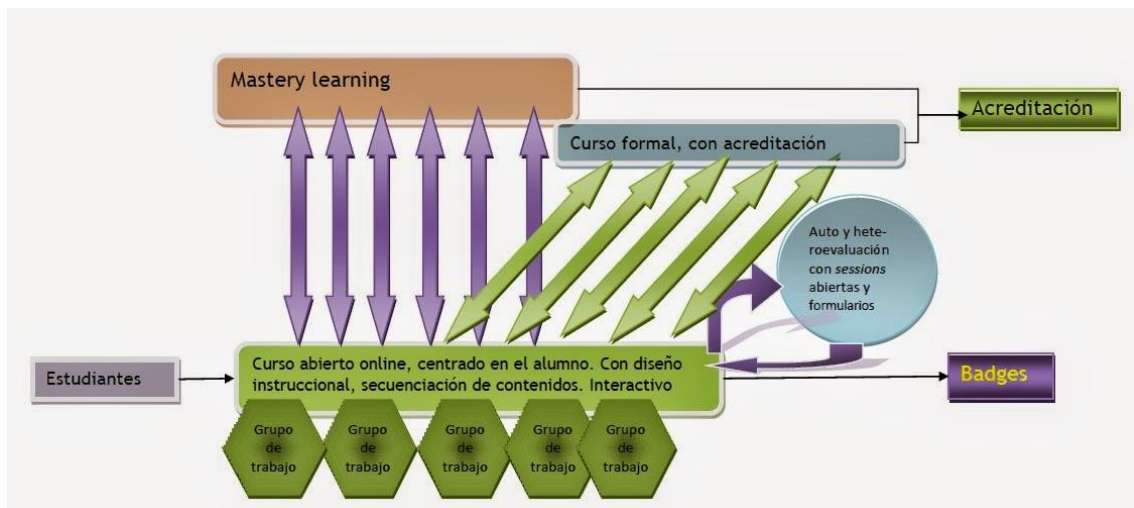 Mastery learning
Acreditación
Curso formal, con acreditación
Auto y hete-
roevaluación
con sessions
abiertas y
formularios
Estudiantes
Curso abierto online, centrado en el alumno. Con diseño
instruccional, secuenciación de contenidos. Interactivo
Badges
Grupo
de
trabajo
Grupo
de
trabajo
Grupo
de
trabajo
Grupo
de
trabajo
Grupo
de
trabajo